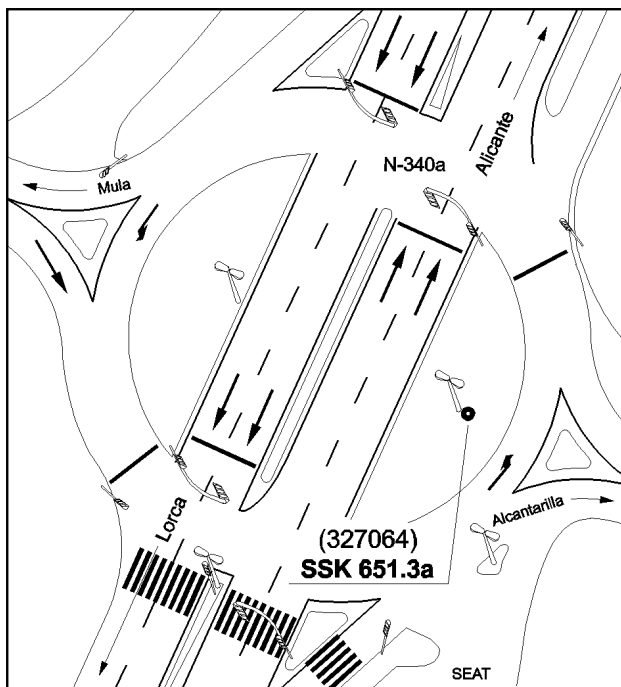 N-340a
Alicante
Mula
Lorca
Alcantarilla
(327064)
SSK 651.3a
SEAT